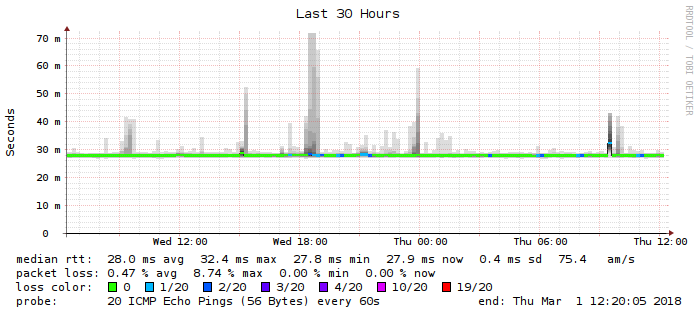 Last 30 Hours
RRDTOOL / TOBI OETIKER
Seconds
70 m
60 m
50 m
40 m
30 m
20 m
10 m
0
Wed 12:00 Wed 18:00 Thu 00:00 Thu 06:00 Thu 12:00
median rtt: 28.0 ms avg 32.4 ms max 27.8 ms min 27.9 ms now 0.4 ms sd 75.4 am/s
packet loss: 0.47 % avg 8.74 % max 0.00 % min 0.00 % now
loss color: 0 1/20 2/20 3/20 4/20 10/20 19/20
probe: 20 ICMP Echo Pings (56 Bytes) every 60s end: Thu Mar 1 12:20:05 2018